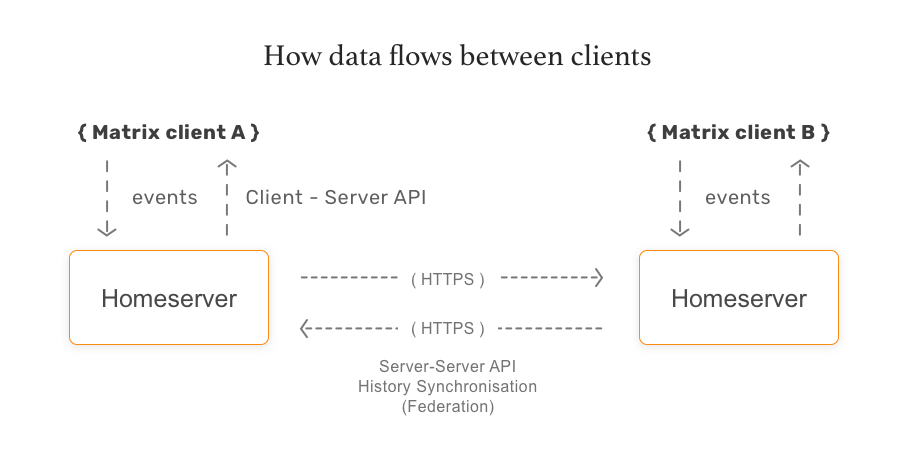 How data flows between clients
{ Matrix client A }
{ Matrix client B }
events
Client - Server API
events
Homeserver
( HTTPS )
Homeserver
( HTTPS )
Server-Server API
History Synchronisation
(Federation)